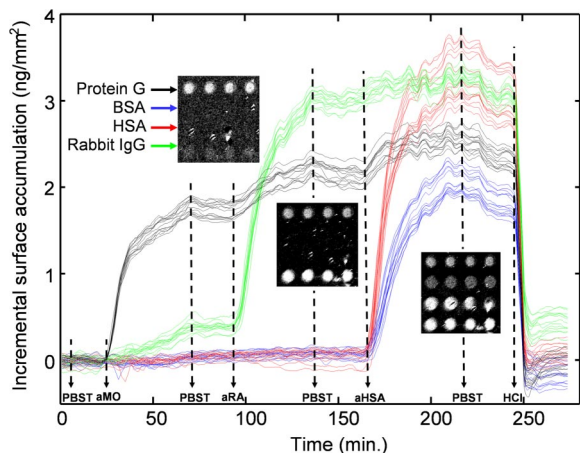 Incremental surface accumulation (ng/mm²)
4
3
2
1
0
Protein G
BSA
HSA
Rabbit IgG
PBST aMO PBST aRA PBST aHSA PBST HCl
0 50 100 150 200 250
Time (min.)